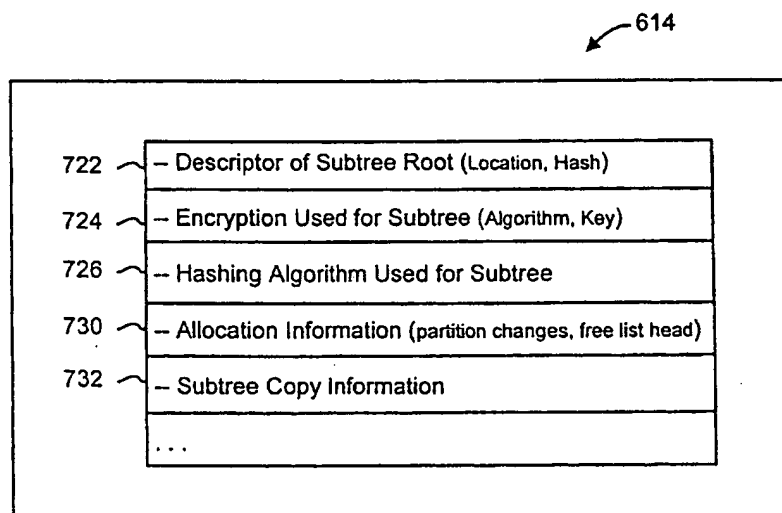 614
722 – Descriptor of Subtree Root (Location, Hash)
724 – Encryption Used for Subtree (Algorithm, Key)
726 – Hashing Algorithm Used for Subtree
730 – Allocation Information (partition changes, free list head)
732 – Subtree Copy Information
. . .